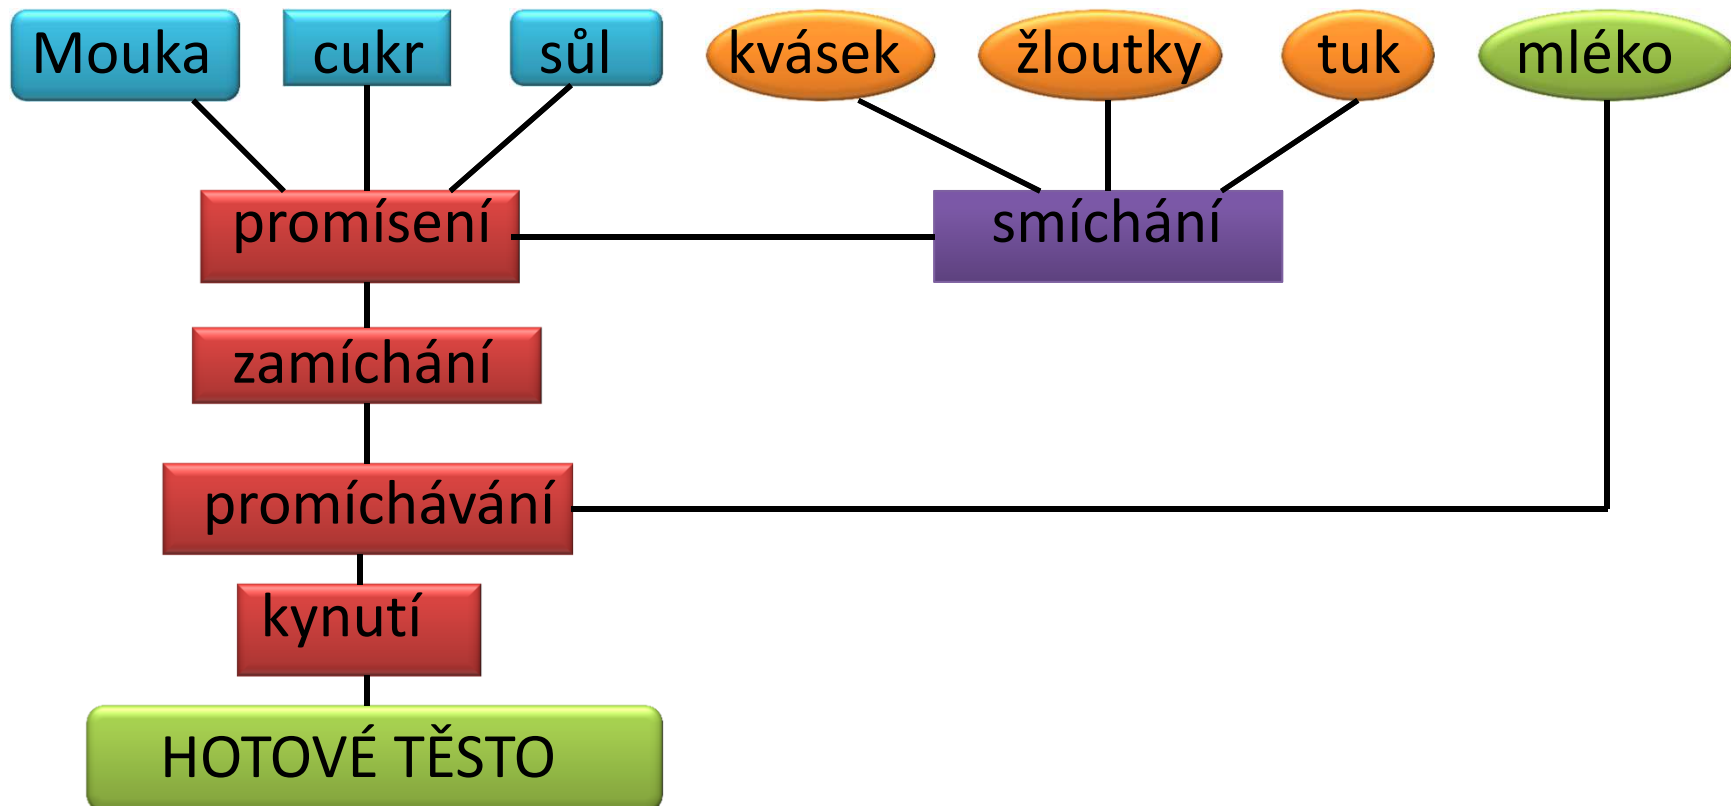 Mouka cukr sůl kvásek žloutky tuk mléko
promísení smíchání
zamíchání
promíchávání
kynutí
HOTOVÉ TĚSTO